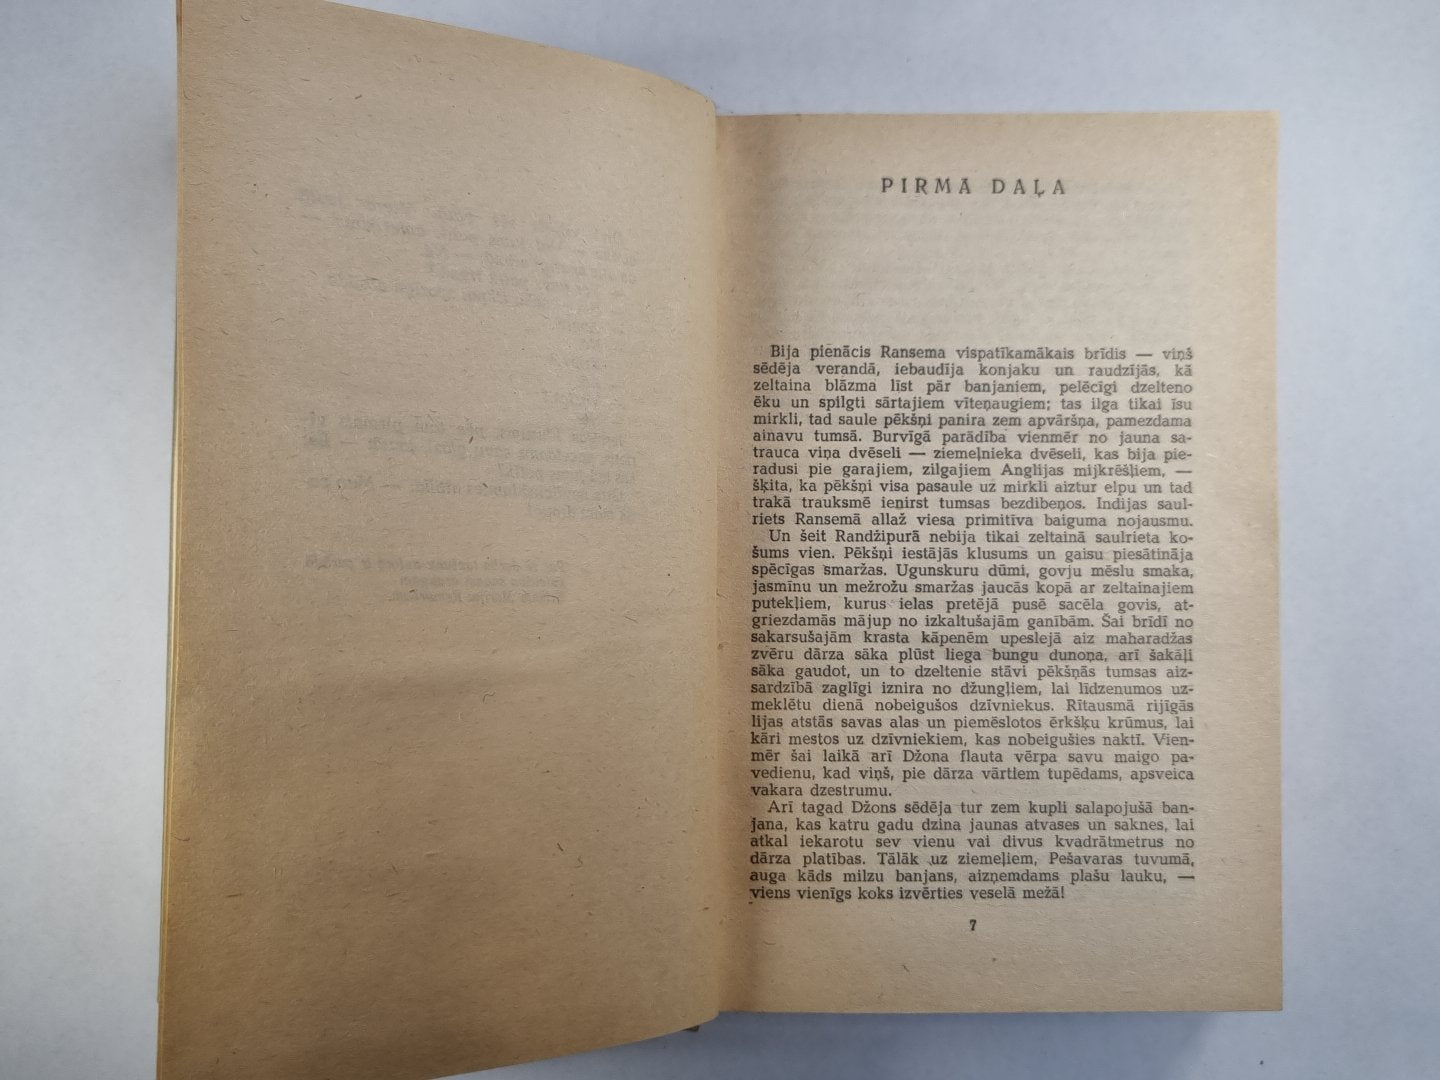 PIRMĀ DAĻA
Bija pienācis Ransema vispatīkamākais brīdis — viņš
sēdēja verandā, iebaudīja konjaku un raudzījās, kā
zeltaina blāzma līst pār banjaniem, pelēcīgi dzelteno
ēku un spilgti sārtajiem vīteņaugiem; tas ilga tikai īsu
mirkli, tad saule pēkšņi panira zem apvāršņa, pamezdama
ainavu tumsā. Burvīgā parādība vienmēr no jauna sa-
trauca viņa dvēseli — ziemeļnieka dvēseli, kas bija pie-
radusi pie garajiem, zilgajiem Anglijas mijkrēšļiem, —
šķita, ka pēkšņi visa pasaule uz mirkli aiztur elpu un tad
trakā trauksmē ienirst tumsas bezdibeņos. Indijas saul-
riets Ransemā allaž viesa primitīva baiguma nojausmu.
Un šeit Randžipurā nebija tikai zeltainā saulrieta ko-
šums vien. Pēkšņi iestājās klusums un gaisu piesātināja
spēcīgas smaržas. Ugunskuru dūmi, govju mēslu smaka,
jasmīnu un mežrožu smaržas jaucās kopā ar zeltainajiem
putekļiem, kurus ielas pretējā pusē sacēla govis, at-
griezdamās mājup no izkaltušajām ganībām. Šai brīdī no
sakarsušajām krasta kāpenēm upeslejā aiz maharadžas
zvēru dārza sāka plūst liega bungu dunoņa, arī šakāļi
sāka gaudot, un to dzeltenie stāvi pēkšņās tumsas aiz-
sardzībā zaglīgi iznira no džungļiem, lai līdzenumos uz-
meklētu dienā nobeigušos dzīvniekus. Rītausmā rijīgās
lijas atstās savas alas un piemēslotos ērkšķu krūmus, lai
kāri mestos uz dzīvniekiem, kas nobeigušies naktī. Vien-
mēr šai laikā arī Džona flauta vērpa savu maigo pa-
vedienu, kad viņš, pie dārza vārtiem tupēdams, apsveica
vakara dzestrumu.
Arī tagad Džons sēdēja tur zem kupli salapojušā ban-
jana, kas katru gadu dzina jaunas atvases un saknes, lai
atkal iekarotu sev vienu vai divus kvadrātmetrus no
dārza platības. Tālāk uz ziemeļiem, Pešavaras tuvumā,
auga kāds milzu banjans, aizņemdams plašu lauku, —
viens vienīgs koks izvērties veselā mežā!
7